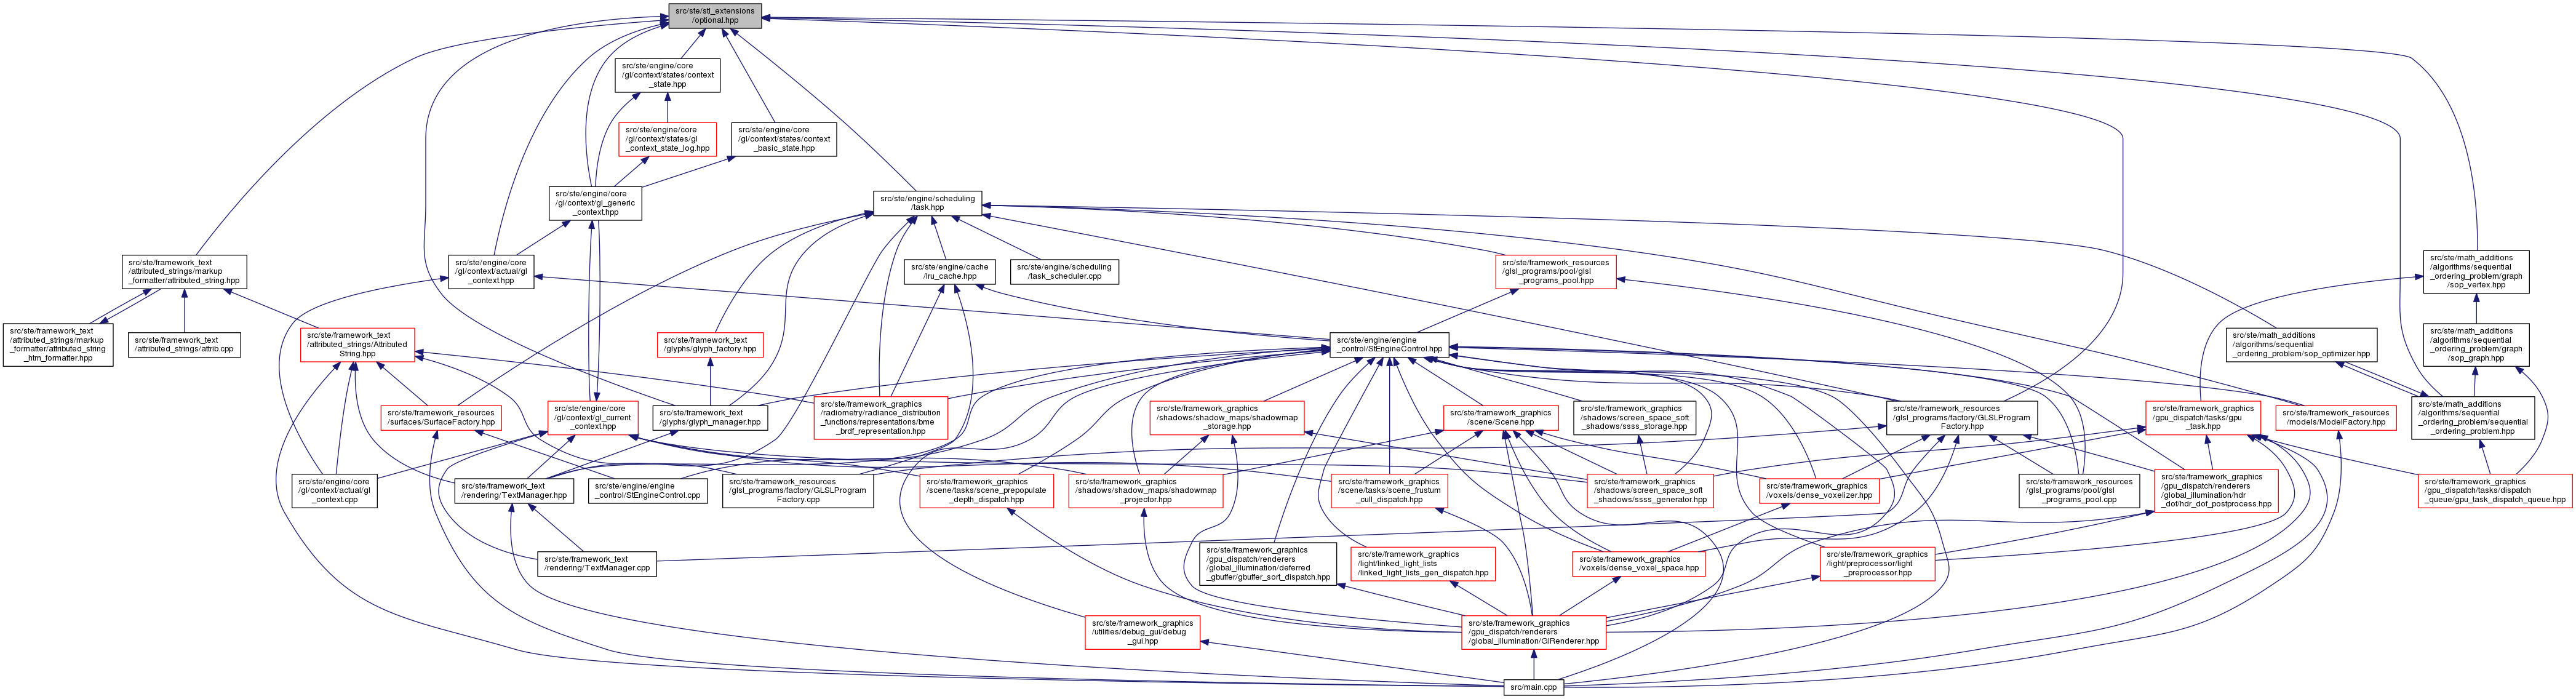 src/ste/stl_extensions
/optional.hpp
src/ste/engine/core
/gl/context/states/context
_state.hpp
src/ste/engine/core
/gl/context/states/gl
_context_state_log.hpp
src/ste/engine/core
/gl/context/states/context
_basic_state.hpp
src/ste/engine/core
/gl/context/gl_generic
_context.hpp
src/ste/engine/scheduling
/task.hpp
src/ste/framework_text
/attributed_strings/markup
_formatter/attributed_string.hpp
src/ste/engine/core
/gl/context/actual/gl
_context.hpp
src/ste/engine/cache
/lru_cache.hpp
src/ste/engine/scheduling
/task_scheduler.cpp
src/ste/framework_resources
/glsl_programs/pool/glsl
_programs_pool.hpp
src/ste/math_additions
/algorithms/sequential
_ordering_problem/graph
/sop_vertex.hpp
src/ste/framework_text
/attributed_strings/markup
_formatter/attributed_string
_htm_formatter.hpp
src/ste/framework_text
/attributed_strings/attrib.cpp
src/ste/framework_text
/attributed_strings/Attributed
String.hpp
src/ste/framework_text
/glyphs/glyph_factory.hpp
src/ste/engine/engine
_control/StEngineControl.hpp
src/ste/math_additions
/algorithms/sequential
_ordering_problem/sop_optimizer.hpp
src/ste/math_additions
/algorithms/sequential
_ordering_problem/graph
/sop_graph.hpp
src/ste/framework_resources
/surfaces/SurfaceFactory.hpp
src/ste/engine/core
/gl/context/gl_current
_context.hpp
src/ste/framework_text
/glyphs/glyph_manager.hpp
src/ste/framework_graphics
/radiometry/radiance_distribution
_functions/representations/bme
_brdf_representation.hpp
src/ste/framework_graphics
/shadows/shadow_maps/shadowmap
_storage.hpp
src/ste/framework_graphics
/scene/Scene.hpp
src/ste/framework_graphics
/shadows/screen_space_soft
_shadows/ssss_storage.hpp
src/ste/framework_resources
/glsl_programs/factory/GLSLProgram
Factory.hpp
src/ste/framework_graphics
/gpu_dispatch/tasks/gpu
_task.hpp
src/ste/framework_resources
/models/ModelFactory.hpp
src/ste/math_additions
/algorithms/sequential
_ordering_problem/sequential
_ordering_problem.hpp
src/ste/engine/core
/gl/context/actual/gl
_context.cpp
src/ste/framework_text
/rendering/TextManager.hpp
src/ste/engine/engine
_control/StEngineControl.cpp
src/ste/framework_resources
/glsl_programs/factory/GLSLProgram
Factory.cpp
src/ste/framework_graphics
/scene/tasks/scene_prepopulate
_depth_dispatch.hpp
src/ste/framework_graphics
/shadows/shadow_maps/shadowmap
_projector.hpp
src/ste/framework_graphics
/scene/tasks/scene_frustum
_cull_dispatch.hpp
src/ste/framework_graphics
/shadows/screen_space_soft
_shadows/ssss_generator.hpp
src/ste/framework_graphics
/voxels/dense_voxelizer.hpp
src/ste/framework_resources
/glsl_programs/pool/glsl
_programs_pool.cpp
src/ste/framework_graphics
/gpu_dispatch/renderers
/global_illumination/hdr
_dof/hdr_dof_postprocess.hpp
src/ste/framework_graphics
/gpu_dispatch/tasks/dispatch
_queue/gpu_task_dispatch_queue.hpp
src/ste/framework_text
/rendering/TextManager.cpp
src/ste/framework_graphics
/gpu_dispatch/renderers
/global_illumination/deferred
_gbuffer/gbuffer_sort_dispatch.hpp
src/ste/framework_graphics
/light/linked_light_lists
/linked_light_lists_gen_dispatch.hpp
src/ste/framework_graphics
/voxels/dense_voxel_space.hpp
src/ste/framework_graphics
/light/preprocessor/light
_preprocessor.hpp
src/ste/framework_graphics
/utilities/debug_gui/debug
_gui.hpp
src/ste/framework_graphics
/gpu_dispatch/renderers
/global_illumination/GIRenderer.hpp
src/main.cpp